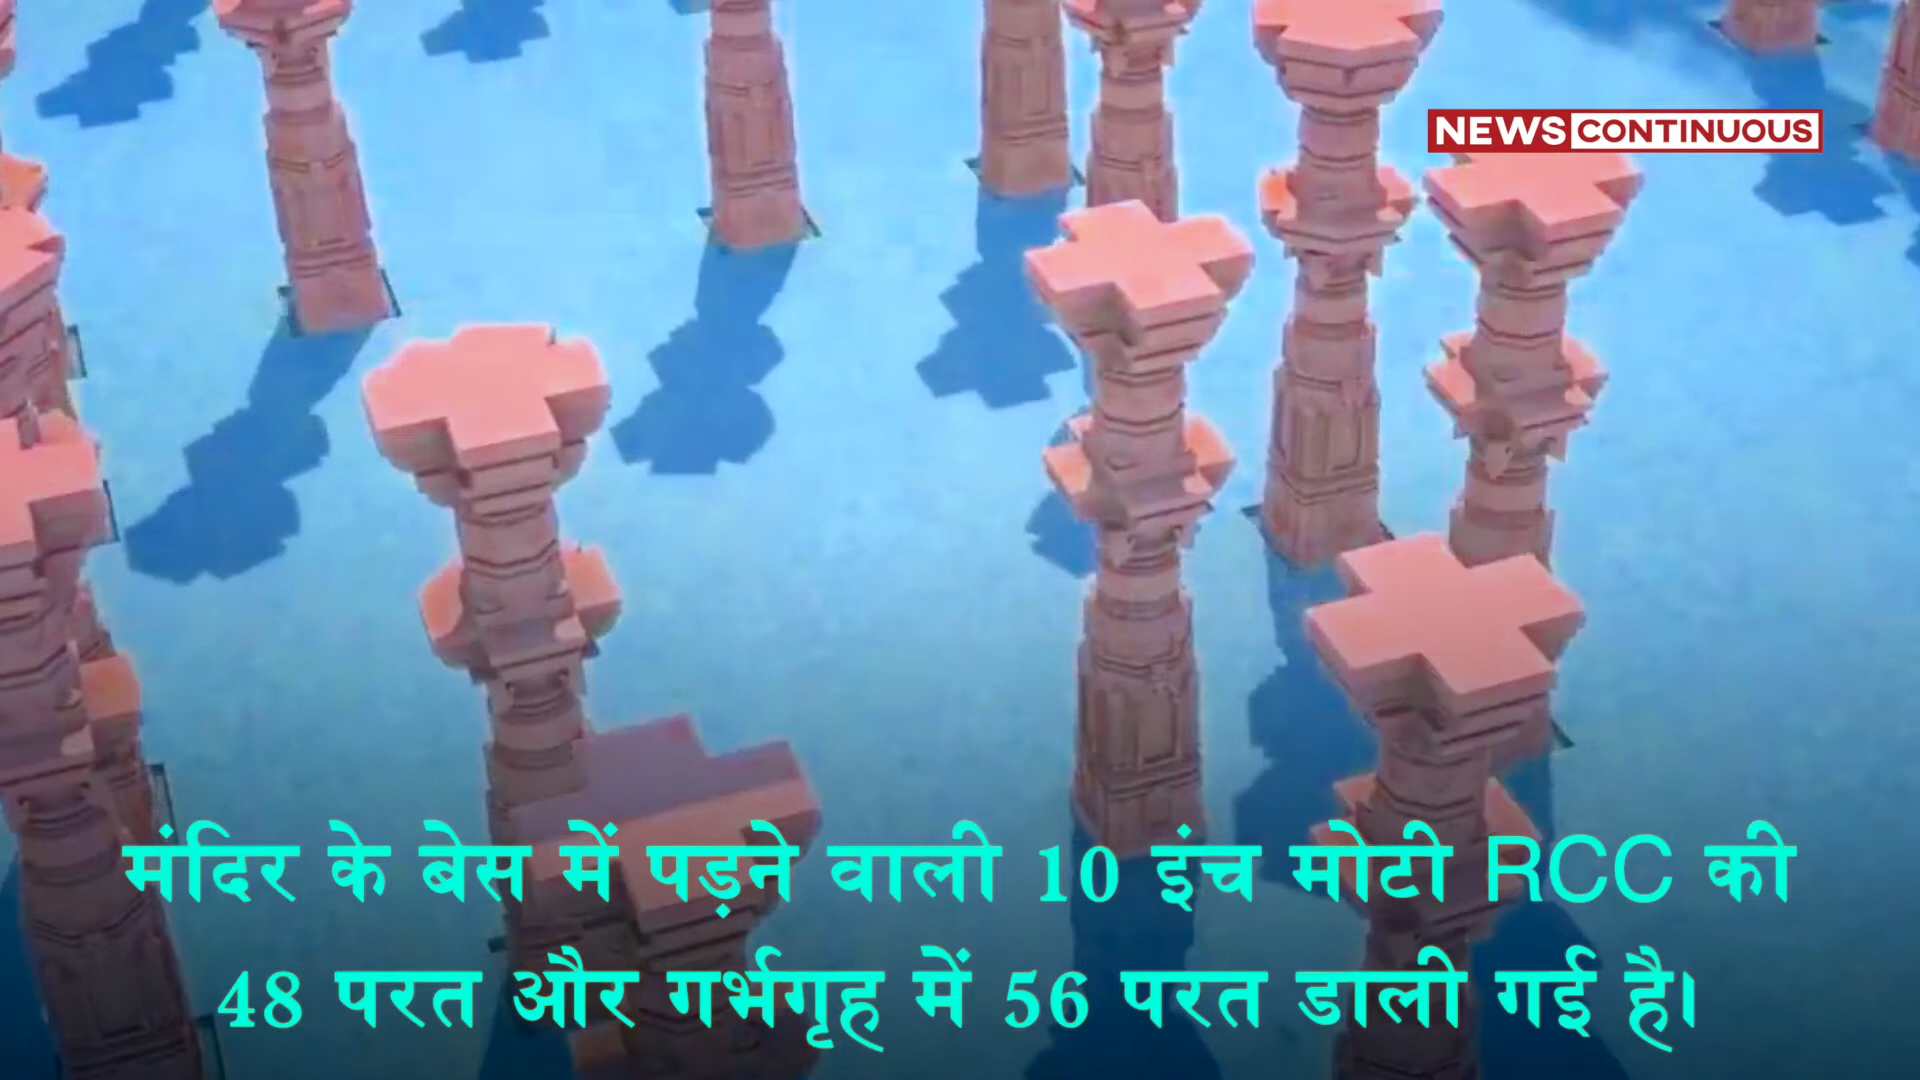 NEWS CONTINUOUS
मंदिर के बेस में पड़ने वाली 10 इंच मोटी RCC की
48 परत और गर्भगृह में 56 परत डाली गई है।